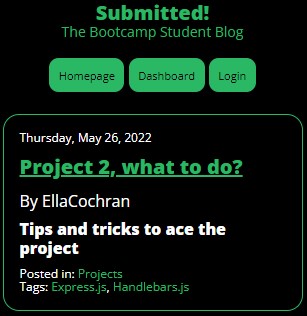 Submitted!
The Bootcamp Student Blog
Homepage Dashboard Login
Thursday, May 26, 2022
Project 2, what to do?
By EllaCochran
Tips and tricks to ace the
project
Posted in: Projects
Tags: Express.js, Handlebars.js